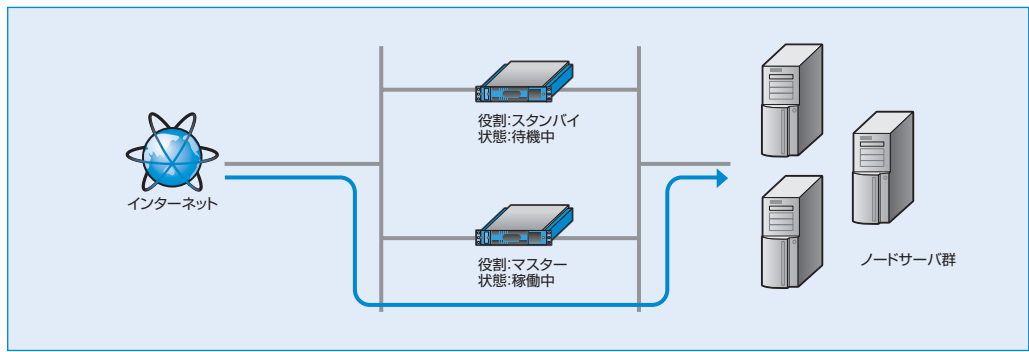 役割:スタンバイ
状態:待機中
インターネット
役割:マスター
状態:稼働中
ノードサーバ群